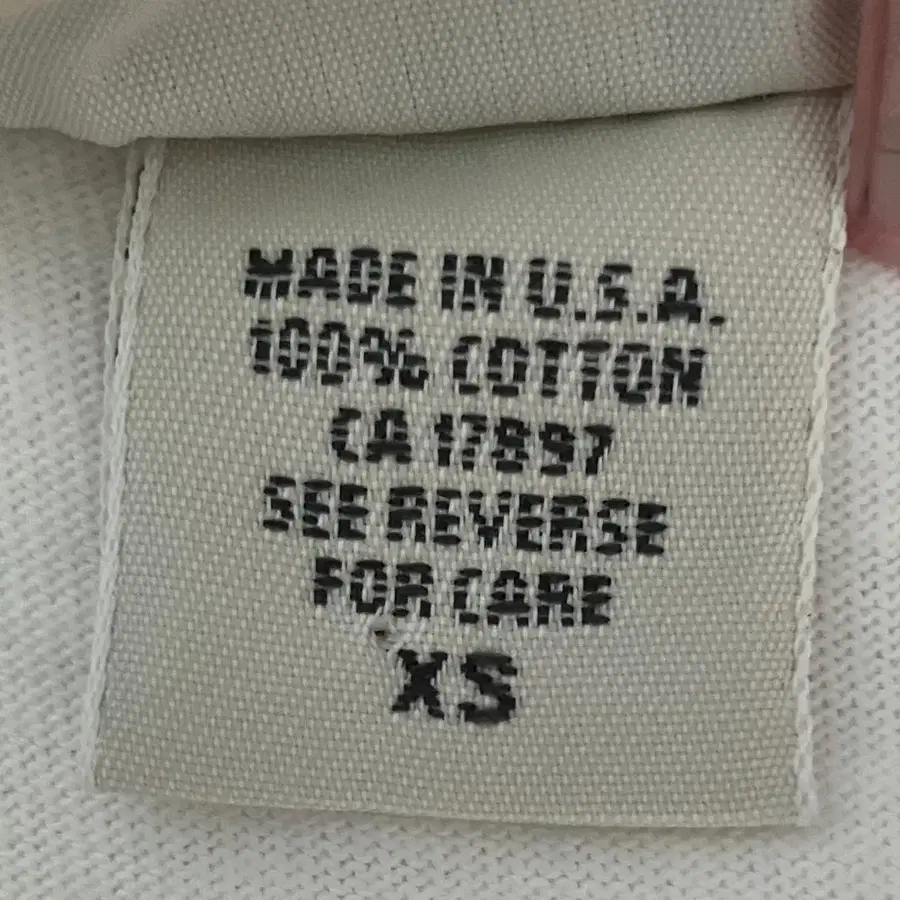 MADE IN U.S.A.
100% COTTON
CA 17897
SEE REVERSE
FOR CARE
XS